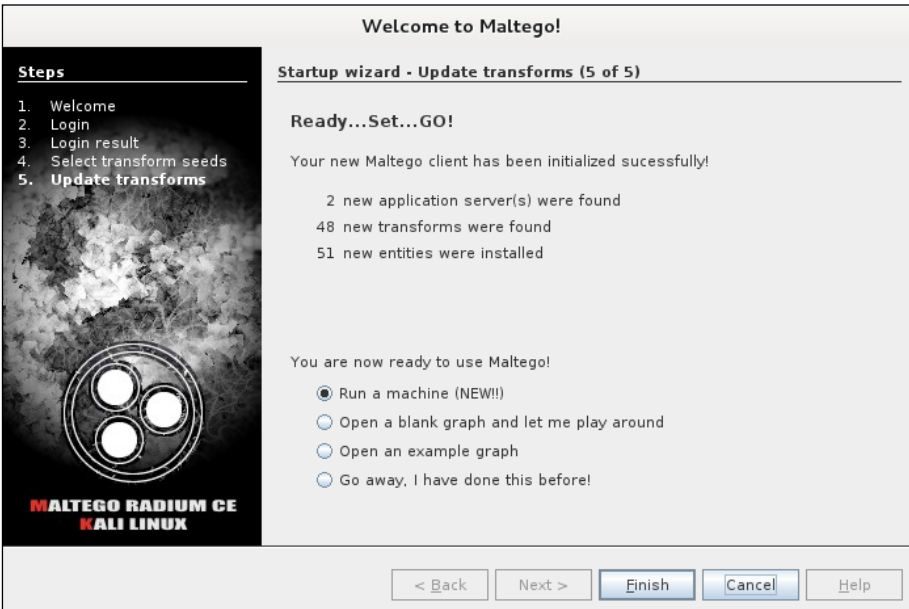 Welcome to Maltego!
Steps
1. Welcome
2. Login
3. Login result
4. Select transform seeds
5. Update transforms
MALTEGO RADIUM CE
KALI LINUX
Startup wizard - Update transforms (5 of 5)
Ready...Set...GO!
Your new Maltego client has been initialized sucessfully!
2 new application server(s) were found
48 new transforms were found
51 new entities were installed
You are now ready to use Maltego!
Run a machine (NEW!!)
Open a blank graph and let me play around
Open an example graph
Go away, I have done this before!
< Back Next > Finish Cancel Help